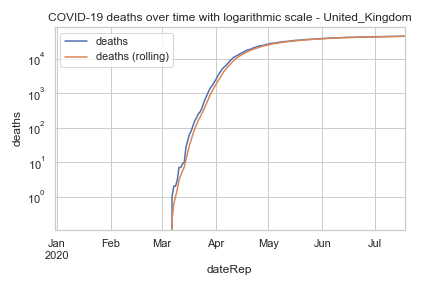 COVID-19 deaths over time with logarithmic scale - United_Kingdom
deaths
deaths (rolling)
deaths
10⁴
10³
10²
10¹
10⁰
Jan Feb Mar Apr May Jun Jul
2020
dateRep